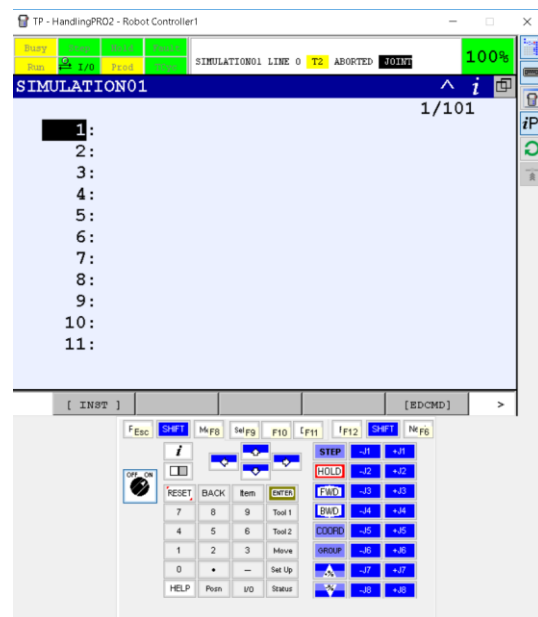 TP - HandlingPRO2 - Robot Controller1
Busy Step Hold Fault
Run I/O Prod TCyc
SIMULATION01 LINE 0 T2 ABORTED JOINT
100%
SIMULATION01
1/101
1:
2:
3:
4:
5:
6:
7:
8:
9:
10:
11:
[ INST ] [EDCMD] >
iP
Esc SHIFT F8 F9 F10 F11 F12 SHIFT F6
i STEP -J1 +J1
HOLD -J2 +J2
OFF ON
RESET BACK Item ENTER FWD -J3 +J3
7 8 9 Tool 1 BWD -J4 +J4
4 5 6 Tool 2 COORD -J5 +J5
1 2 3 Move GROUP -J6 +J6
0 • — Set Up +% -J7 +J7
HELP Posn I/O Status -% -J8 +J8